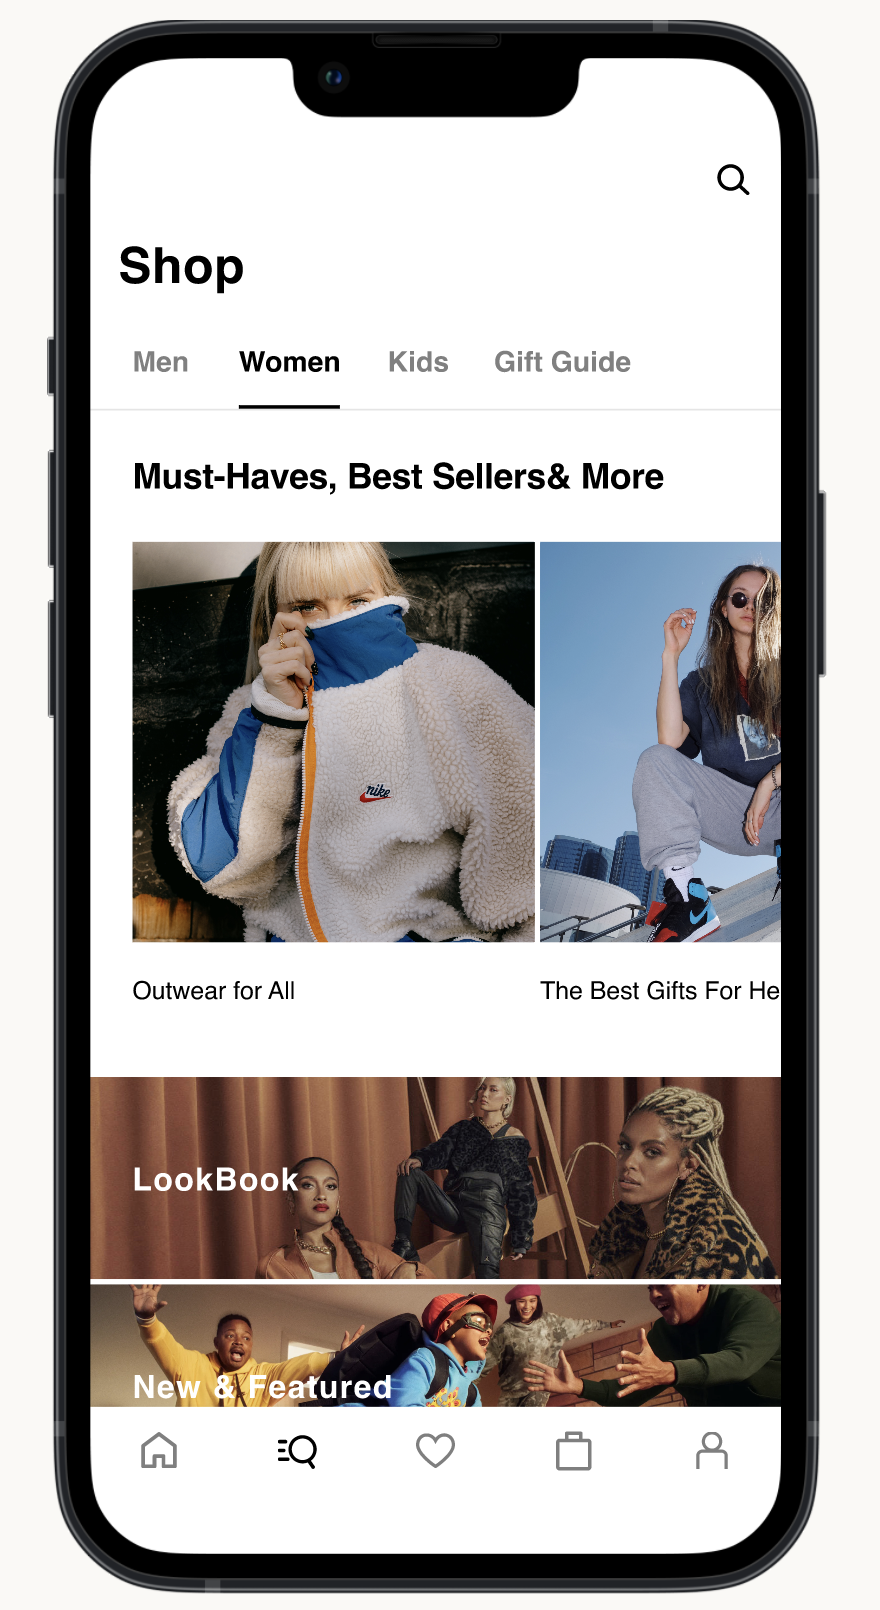 Shop
Men Women Kids Gift Guide
Must-Haves, Best Sellers& More
nike
Outwear for All
The Best Gifts For He
LookBook
New & Featured